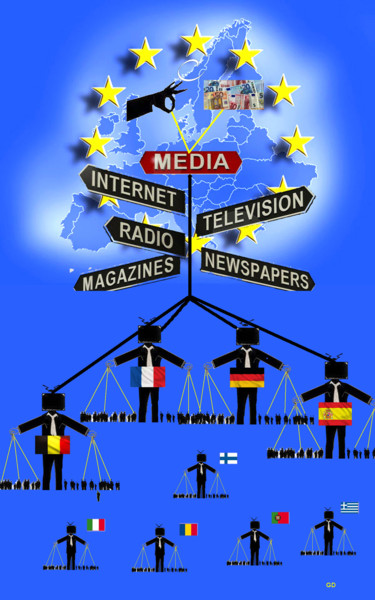 MEDIA
INTERNET
TELEVISION
RADIO
MAGAZINES
NEWSPAPERS
GD